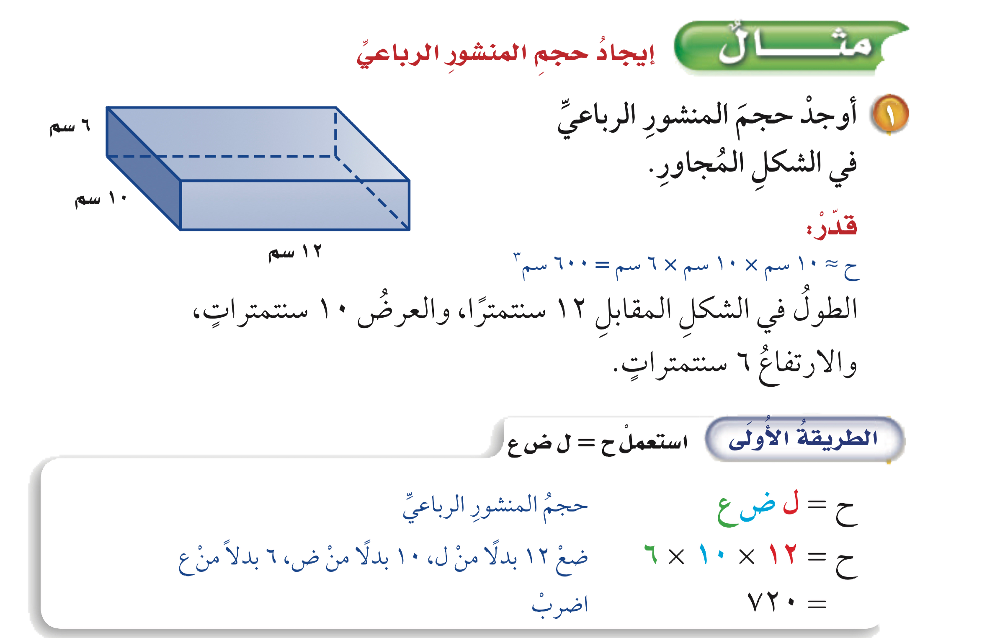 مثـــالٌ
إيجادُ حجمِ المنشورِ الرباعيِّ
١
أوجدْ حجمَ المنشورِ الرباعيِّ
في الشكلِ المُجاورِ.
٦ سم
١٠ سم
١٢ سم
قدّرْ:
ح ≈ ١٠ سم × ١٠ سم × ٦ سم = ٦٠٠ سم٣
الطولُ في الشكلِ المقابلِ ١٢ سنتمترًا، والعرضُ ١٠ سنتمتراتٍ،
والارتفاعُ ٦ سنتمتراتٍ.
الطريقةُ الأُولَى
استعملْ ح = ل ض ع
ح = ل ض ع حجمُ المنشورِ الرباعيِّ
ح = ١٢ × ١٠ × ٦ ضعْ ١٢ بدلًا منْ ل، ١٠ بدلًا منْ ض، ٦ بدلاً منْ ع
= ٧٢٠ اضربْ